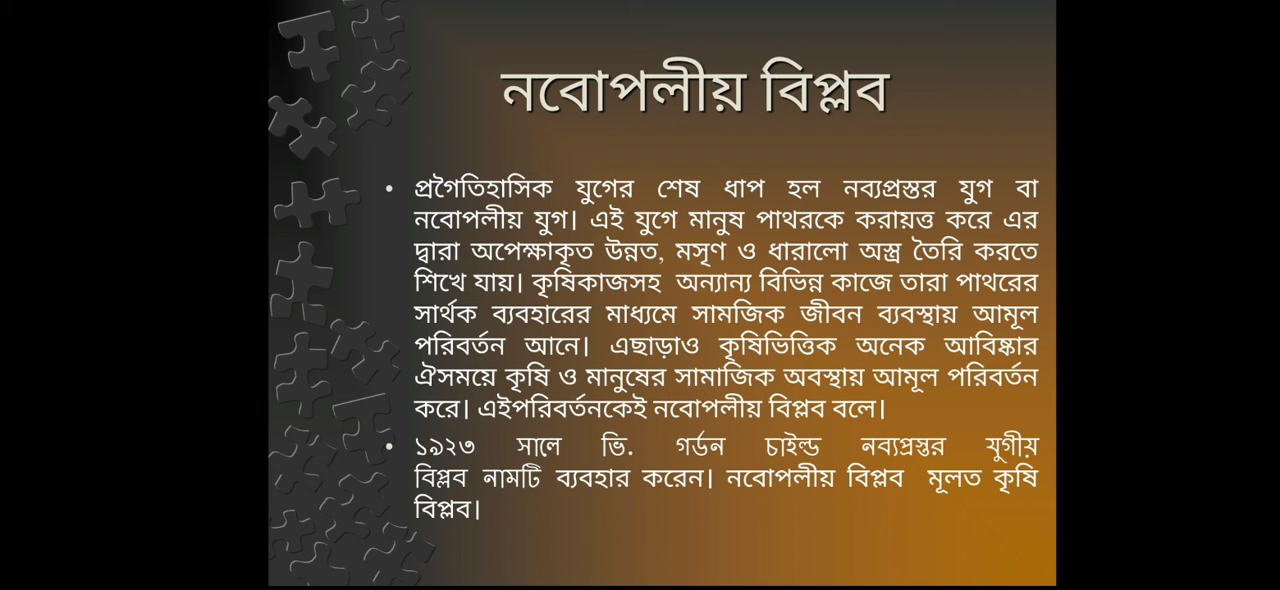 নবোপলীয় বিপ্লব
• প্রগৈতিহাসিক যুগের শেষ ধাপ হল নব্যপ্রস্তর যুগ বা
নবোপলীয় যুগ। এই যুগে মানুষ পাথরকে করায়ত্ত করে এর
দ্বারা অপেক্ষাকৃত উন্নত, মসৃণ ও ধারালো অস্ত্র তৈরি করতে
শিখে যায়। কৃষিকাজসহ অন্যান্য বিভিন্ন কাজে তারা পাথরের
সার্থক ব্যবহারের মাধ্যমে সামজিক জীবন ব্যবস্থায় আমূল
পরিবর্তন আনে। এছাড়াও কৃষিভিত্তিক অনেক আবিষ্কার
ঐসময়ে কৃষি ও মানুষের সামাজিক অবস্থায় আমূল পরিবর্তন
করে। এইপরিবর্তনকেই নবোপলীয় বিপ্লব বলে।
• ১৯২৩ সালে ভি. গর্ডন চাইল্ড নব্যপ্রস্তর যুগীয়
বিপ্লব নামটি ব্যবহার করেন। নবোপলীয় বিপ্লব মূলত কৃষি
বিপ্লব।